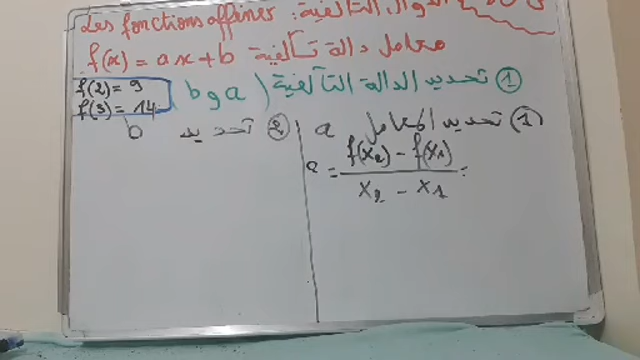 Les fonctions affines : الدوال التآلفية
f(x) = ax + b معامل دالة تآلفية
① تحديد الدالة التآلفية ( a و b
f(2) = 9
f(3) = 14
① تحديد المعامل a
a = f(x₂) - f(x₁) / x₂ - x₁ =
② تحديد b